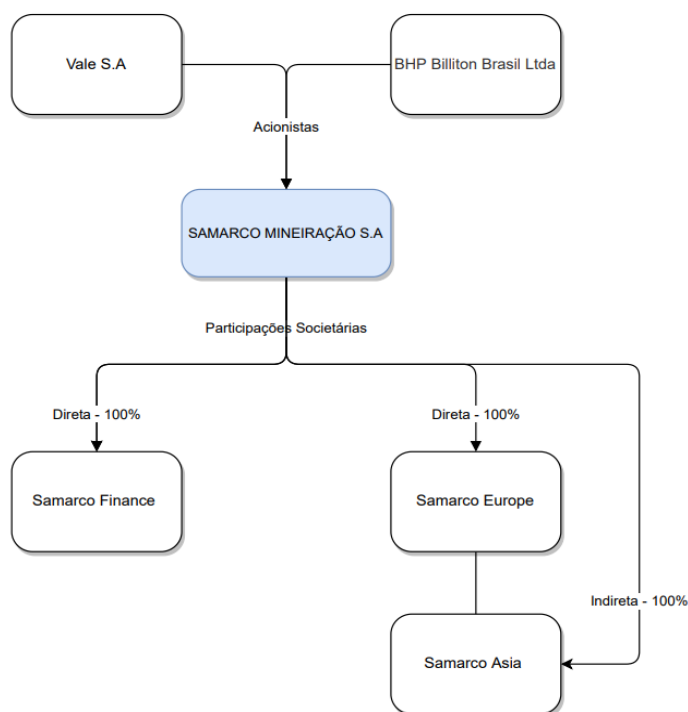 Vale S.A
BHP Billiton Brasil Ltda
Acionistas
SAMARCO MINEIRAÇÃO S.A
Participações Societárias
Direta - 100%
Direta - 100%
Samarco Finance
Samarco Europe
Indireta - 100%
Samarco Asia